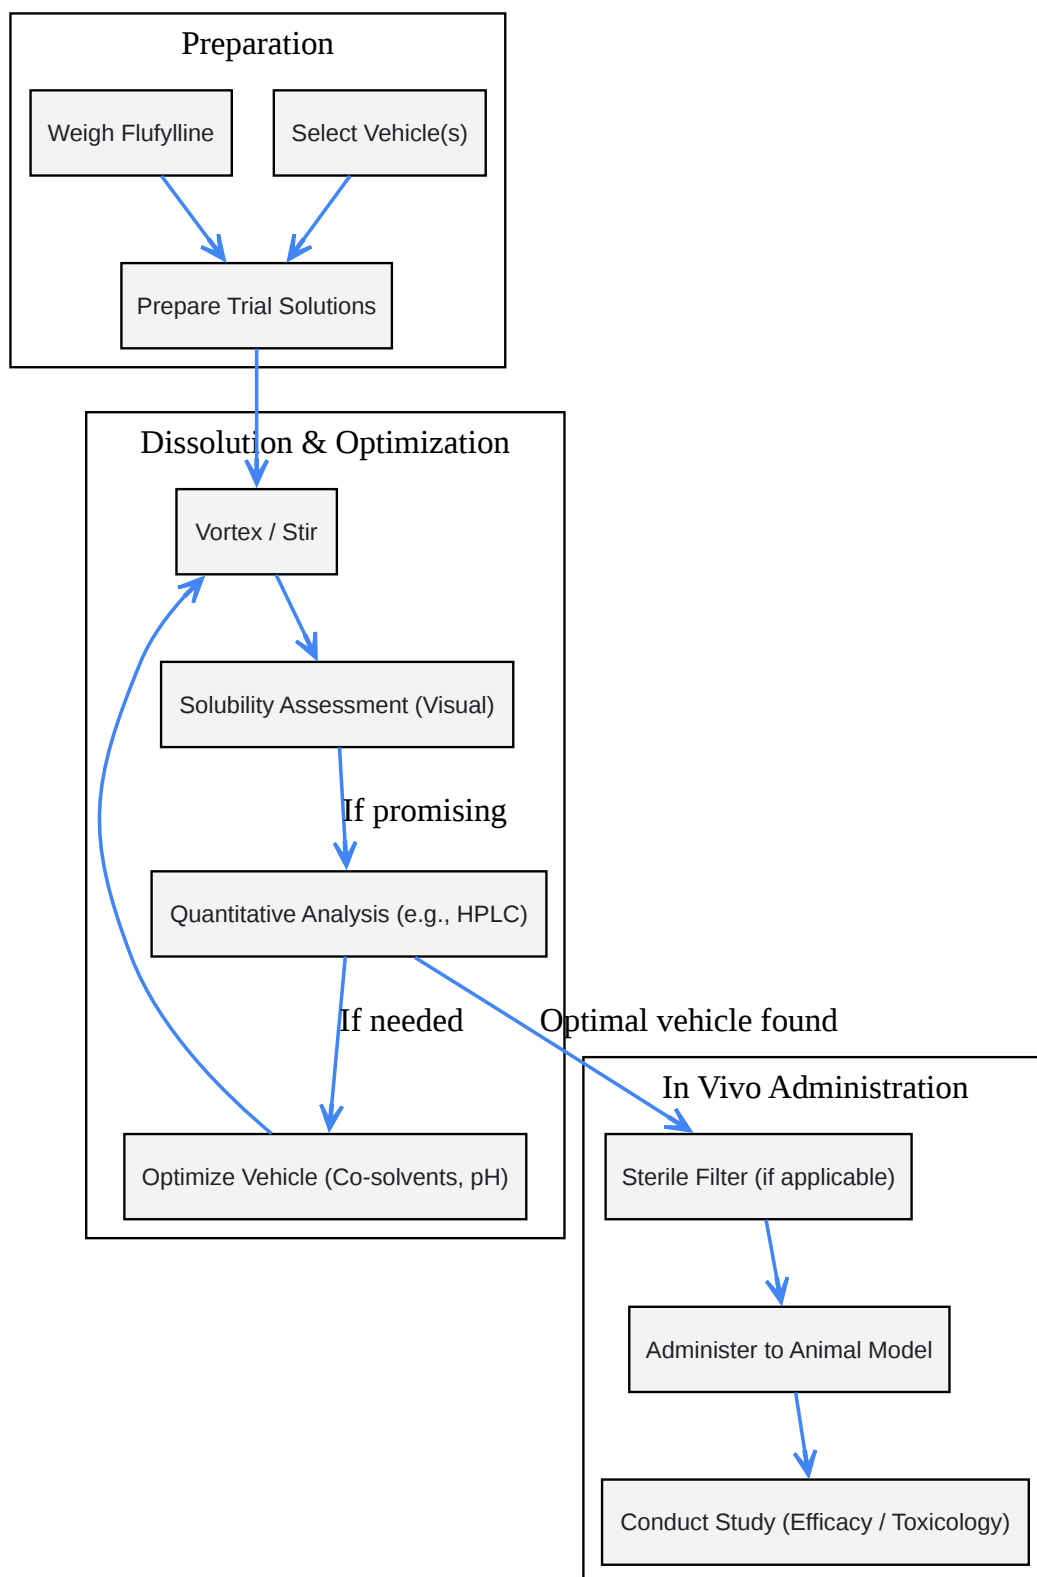 Preparation
Weigh Flufylline
Select Vehicle(s)
Prepare Trial Solutions
Dissolution & Optimization
Vortex / Stir
Solubility Assessment (Visual)
If promising
Quantitative Analysis (e.g., HPLC)
If needed
Optimal vehicle found
In Vivo Administration
Optimize Vehicle (Co-solvents, pH)
Sterile Filter (if applicable)
Administer to Animal Model
Conduct Study (Efficacy / Toxicology)